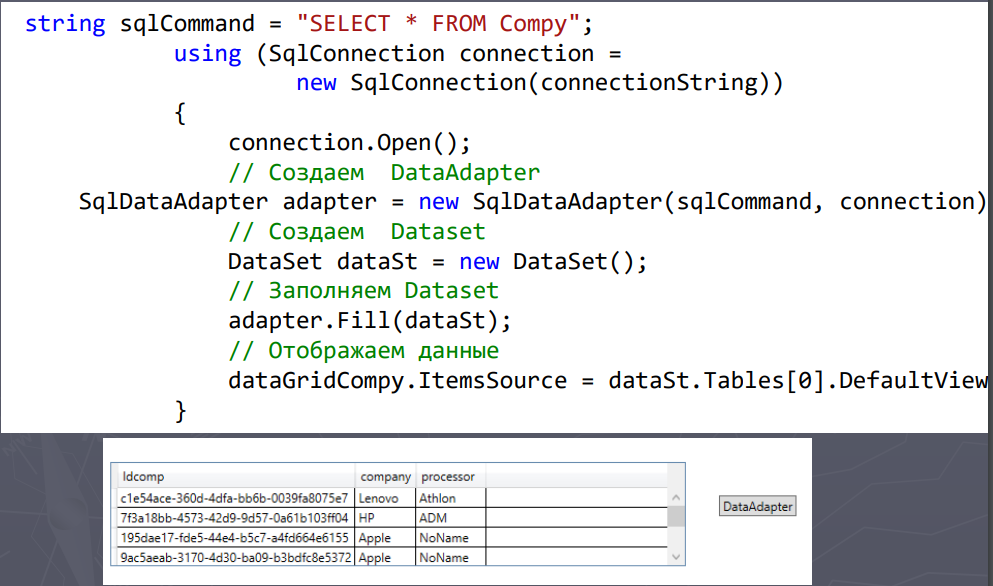 string sqlCommand = "SELECT * FROM Compy";
using (SqlConnection connection =
new SqlConnection(connectionString))
{
connection.Open();
// Создаем DataAdapter
SqlDataAdapter adapter = new SqlDataAdapter(sqlCommand, connection)
// Создаем Dataset
DataSet dataSt = new DataSet();
// Заполняем Dataset
adapter.Fill(dataSt);
// Отображаем данные
dataGridCompy.ItemsSource = dataSt.Tables[0].DefaultView
}
Idcomp company processor
c1e54ace-360d-4dfa-bb6b-0039fa8075e7 Lenovo Athlon
7f3a18bb-4573-42d9-9d57-0a61b103ff04 HP ADM
195dae17-fde5-44e4-b5c7-a4fd664e6155 Apple NoName
9ac5aeab-3170-4d30-ba09-b3bdfc8e5372 Apple NoName
DataAdapter